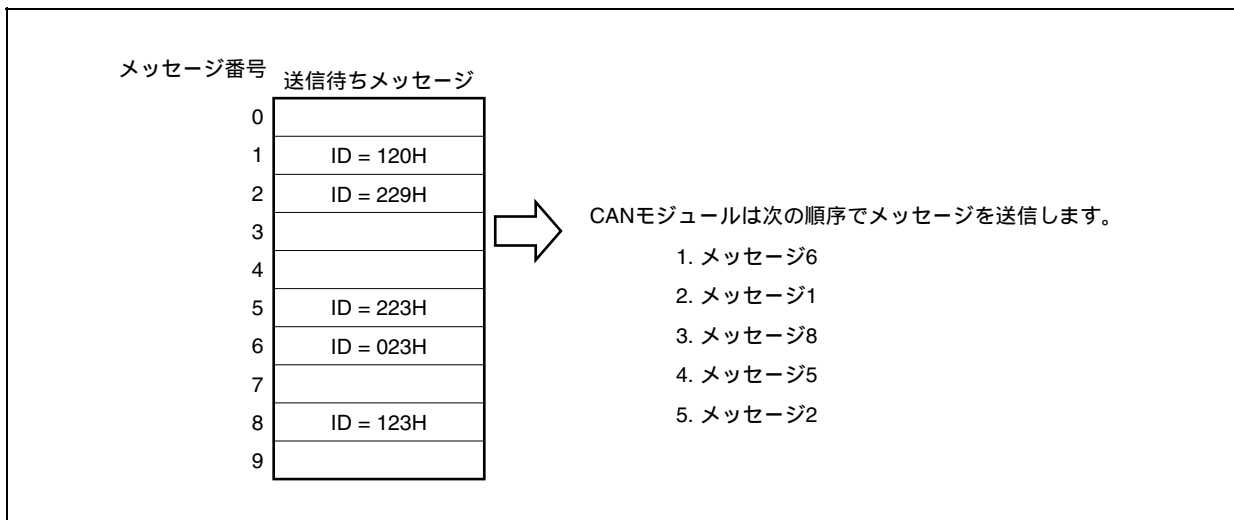 メッセージ番号 送信待ちメッセージ
0
1 ID = 120H
2 ID = 229H
3
4
5 ID = 223H
6 ID = 023H
7
8 ID = 123H
9
CANモジュールは次の順序でメッセージを送信します。
1. メッセージ6
2. メッセージ1
3. メッセージ8
4. メッセージ5
5. メッセージ2